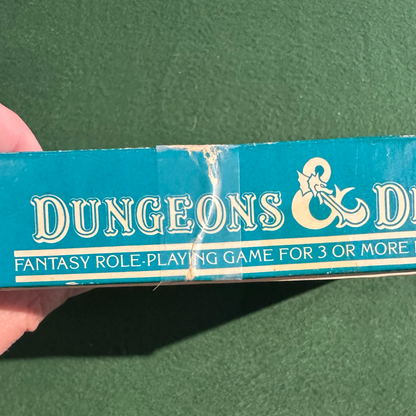 DUNGEONS & D
FANTASY ROLE-PLAYING GAME FOR 3 OR MORE